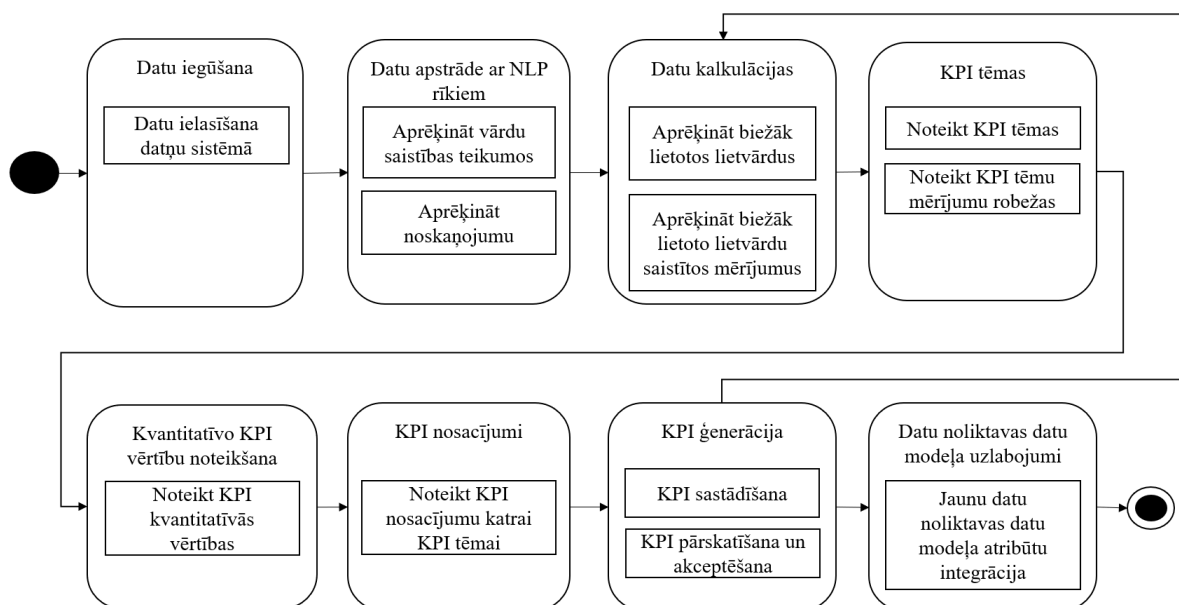 Datu iegūšana
Datu ielasīšana
datņu sistēmā
Datu apstrāde ar NLP
rīkiem
Aprēķināt vārdu
saistības teikumos
Aprēķināt
noskaņojumu
Datu kalkulācijas
Aprēķināt biežāk
lietotos lietvārdus
Aprēķināt biežāk
lietoto lietvārdu
saistītos mērījumus
KPI tēmas
Noteikt KPI tēmas
Noteikt KPI tēmu
mērījumu robežas
Kvantitatīvo KPI
vērtību noteikšana
Noteikt KPI
kvantitatīvās
vērtības
KPI nosacījumi
Noteikt KPI
nosacījumu katrai
KPI tēmai
KPI ģenerācija
KPI sastādīšana
KPI pārskatīšana un
akceptēšana
Datu noliktavas datu
modeļa uzlabojumi
Jaunu datu
noliktavas datu
modeļa atribūtu
integrācija